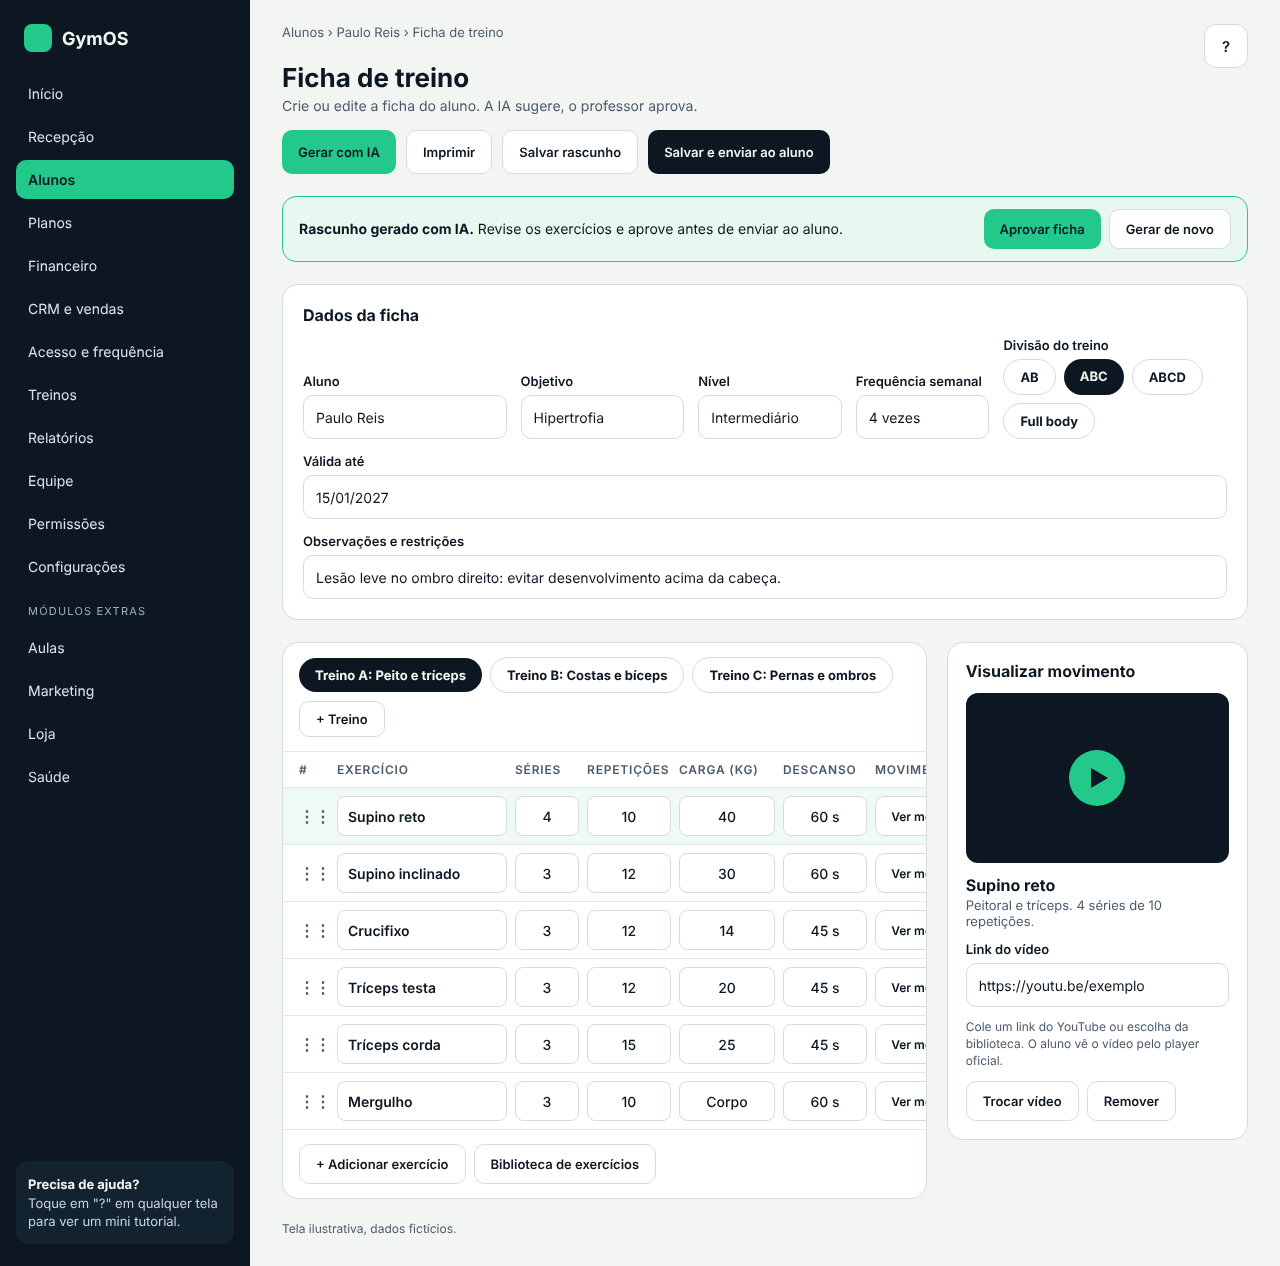 GymOS
Início
Recepção
Alunos
Planos
Financeiro
CRM e vendas
Acesso e frequência
Treinos
Relatórios
Equipe
Permissões
Configurações
MÓDULOS EXTRAS
Aulas
Marketing
Loja
Saúde
Precisa de ajuda?
Toque em "?" em qualquer tela
para ver um mini tutorial.
Alunos › Paulo Reis › Ficha de treino
?
Ficha de treino
Crie ou edite a ficha do aluno. A IA sugere, o professor aprova.
Gerar com IA Imprimir Salvar rascunho Salvar e enviar ao aluno
Rascunho gerado com IA. Revise os exercícios e aprove antes de enviar ao aluno. Aprovar ficha Gerar de novo
Dados da ficha
Aluno Objetivo Nível Frequência semanal Divisão do treino
Paulo Reis Hipertrofia Intermediário 4 vezes AB ABC ABCD
Full body
Válida até
15/01/2027
Observações e restrições
Lesão leve no ombro direito: evitar desenvolvimento acima da cabeça.
Treino A: Peito e tríceps Treino B: Costas e bíceps Treino C: Pernas e ombros
+ Treino
# EXERCÍCIO SÉRIES REPETIÇÕES CARGA (KG) DESCANSO
Supino reto 4 10 40 60 s Ver
Supino inclinado 3 12 30 45 s Ver
Crucifixo 3 12 14 45 s Ver
Tríceps testa 3 12 20 45 s Ver
Tríceps corda 3 15 25 45 s Ver
Mergulho 3 10 Corpo 60 s Ver
+ Adicionar exercício Biblioteca de exercícios
Visualizar movimento
Supino reto
Peitoral e tríceps. 4 séries de 10
repetições.
Link do vídeo
https://youtu.be/exemplo
Cole um link do YouTube ou escolha da
biblioteca. O aluno vê o vídeo pelo player
oficial.
Trocar vídeo Remover
Tela ilustrativa, dados fictícios.